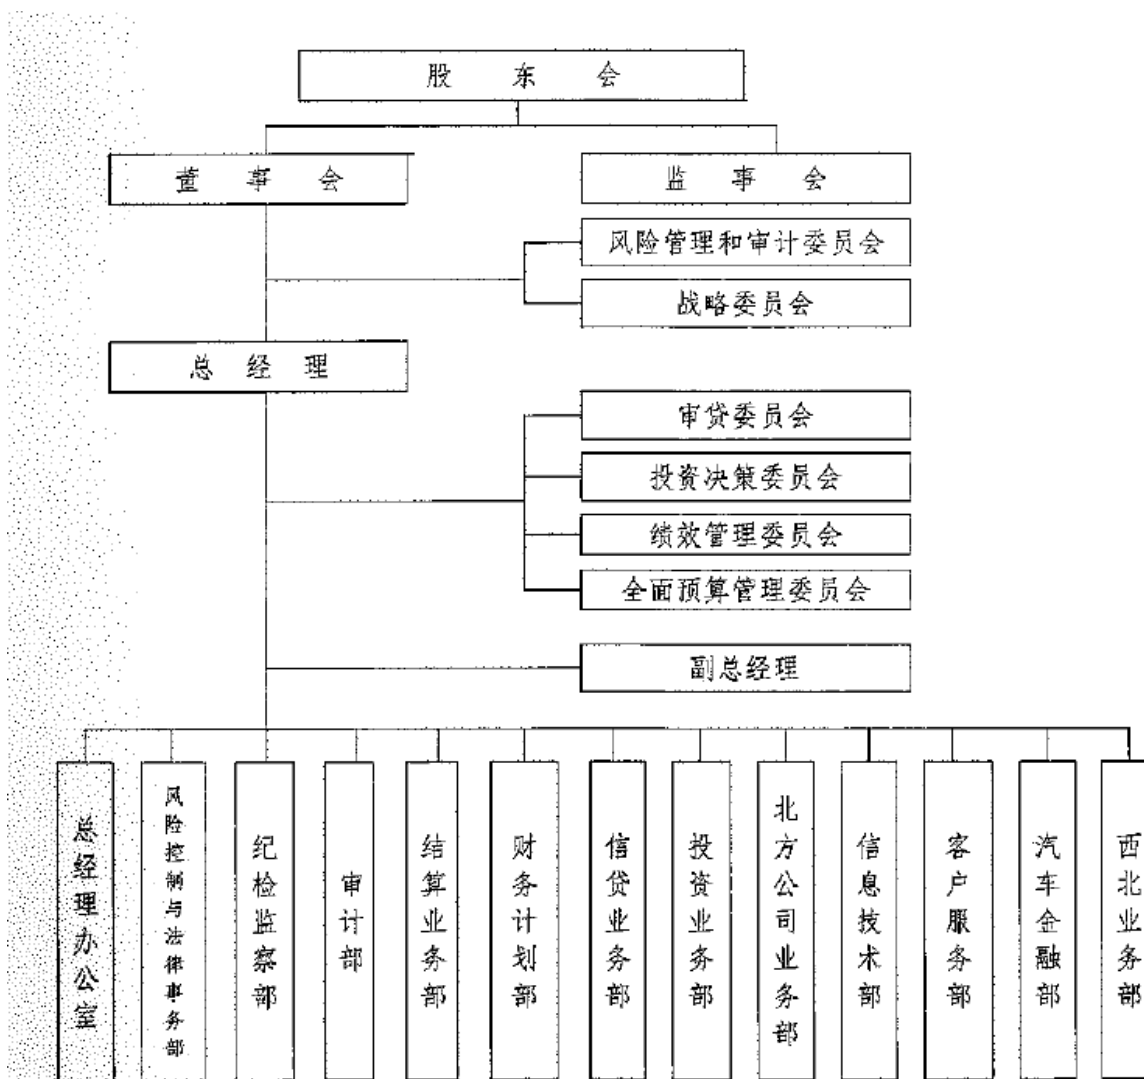 股东会
董事会
监事会
风险管理和审计委员会
战略委员会
总经理
审贷委员会
投资决策委员会
绩效管理委员会
全面预算管理委员会
副总经理
总经理办公室
风险控制与法律事务部
纪检监察部
审计部
结算业务部
财务计划部
信贷业务部
投资业务部
北方公司业务部
信息技术部
客户服务部
汽车金融部
西北业务部